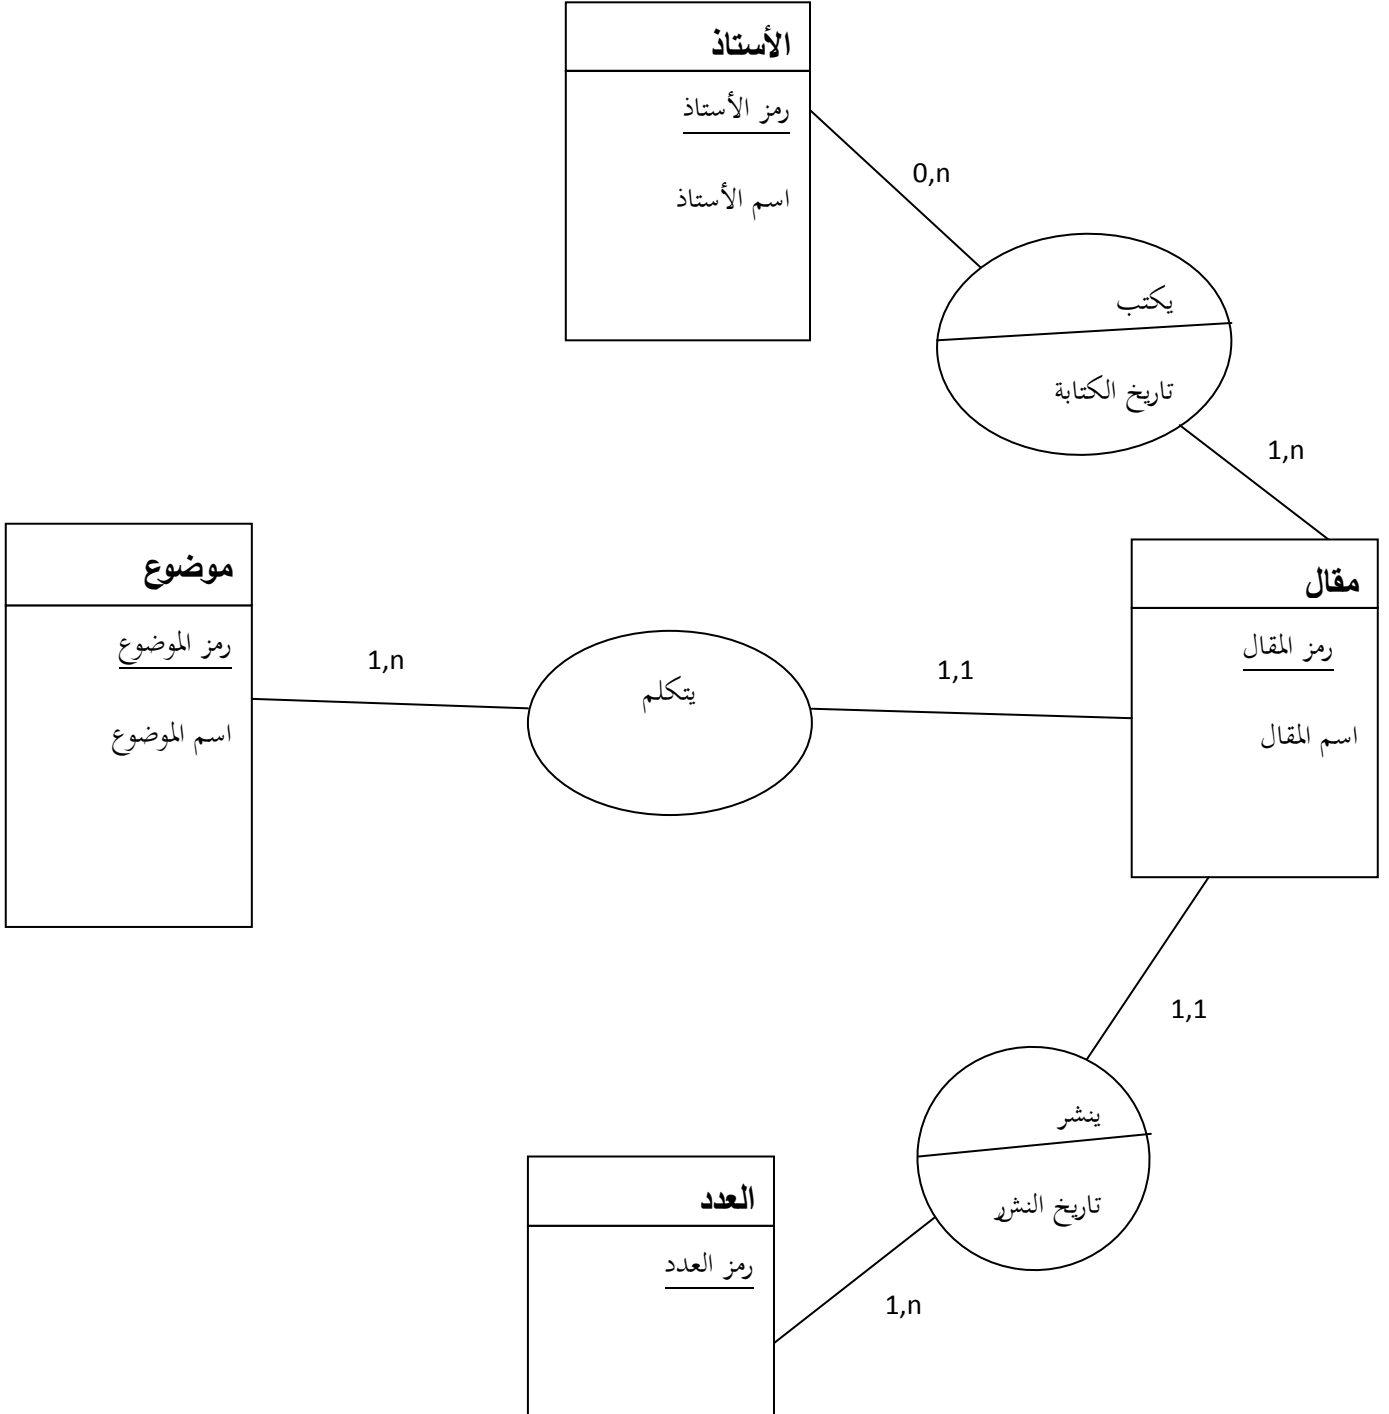 الأستاذ
رمز الأستاذ
اسم الأستاذ
0,n
يكتب
تاريخ الكتابة
1,n
موضوع
رمز الموضوع
اسم الموضوع
1,n
يتكلم
1,1
مقال
رمز المقال
اسم المقال
1,1
ينشر
تاريخ النشر
1,n
العدد
رمز العدد